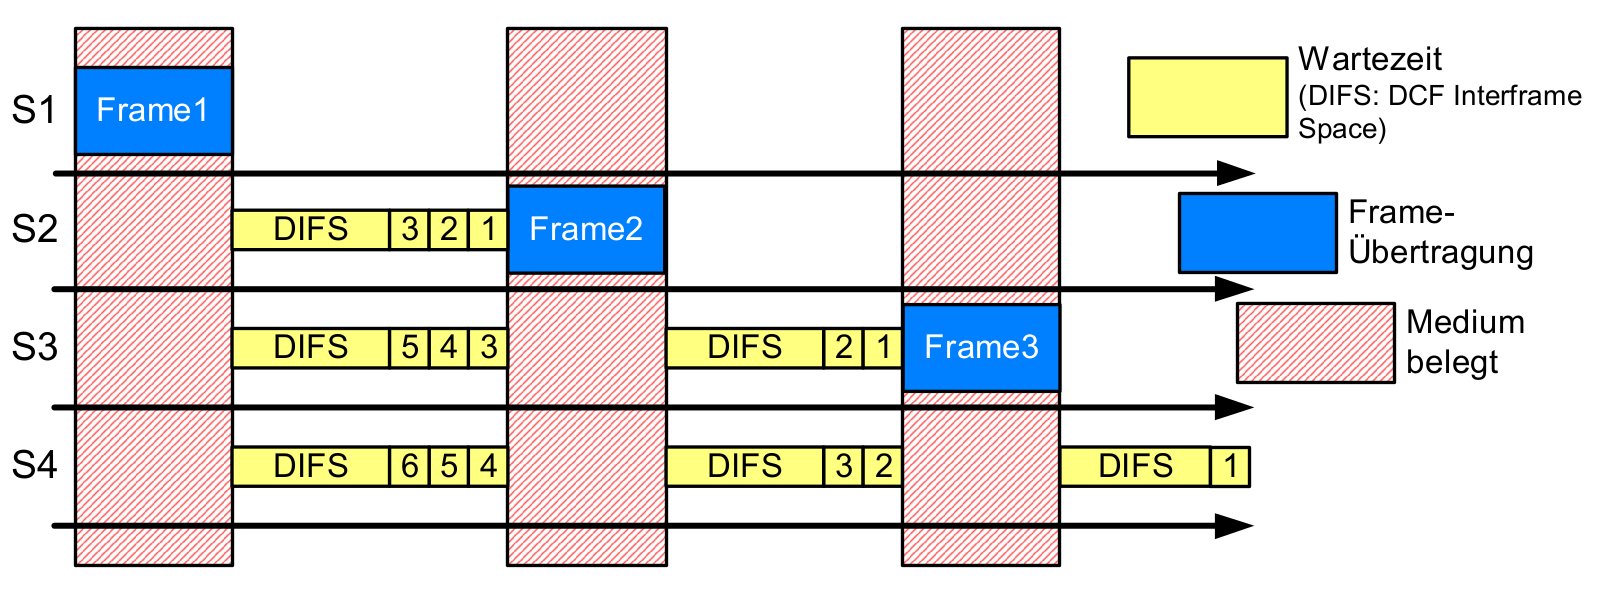 S1
Frame1
Wartezeit
(DIFS: DCF Interframe
Space)
S2
DIFS 3 2 1
Frame2
Frame-
Übertragung
S3
DIFS 5 4 3
DIFS 2 1
Frame3
Medium
belegt
S4
DIFS 6 5 4
DIFS 3 2
DIFS 1